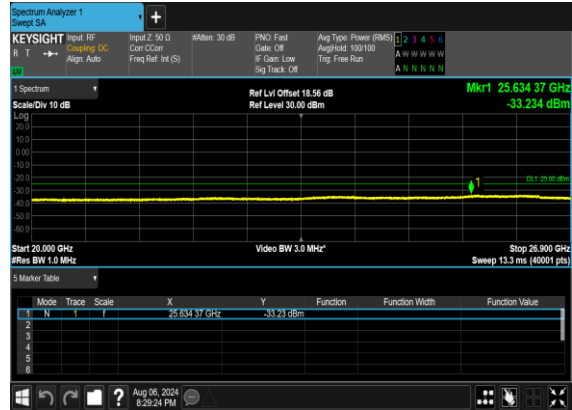 Spectrum Analyzer 1
Swept SA
+
KEYSIGHT Input: RF Input Z: 50 Ω #Atten: 30 dB PNO: Fast Avg Type: Power (RMS) 1 2 3 4 5 6
R T Coupling: DC Corr CCorr Gate: Off Avg|Hold: 100/100 A W W W W W
Align: Auto Freq Ref: Int (S) IF Gain: Low Trig: Free Run
Sig Track: Off A N N N N N
1 Spectrum Ref Lvl Offset 18.56 dB Mkr1 25.634 37 GHz
Scale/Div 10 dB Ref Level 30.00 dBm -33.234 dBm
Log
20.0
10.0
0.00
-10.0
-20.0 1 DL1 -25.00 dBm
-30.0
-40.0
-50.0
-60.0
Start 20.000 GHz Video BW 3.0 MHz* Stop 26.900 GHz
#Res BW 1.0 MHz Sweep 13.3 ms (40001 pts)
5 Marker Table
Mode Trace Scale X Y Function Function Width Function Value
1 N 1 f 25.634 37 GHz -33.23 dBm
2
3
4
5
6
? Aug 06, 2024
8:29:24 PM